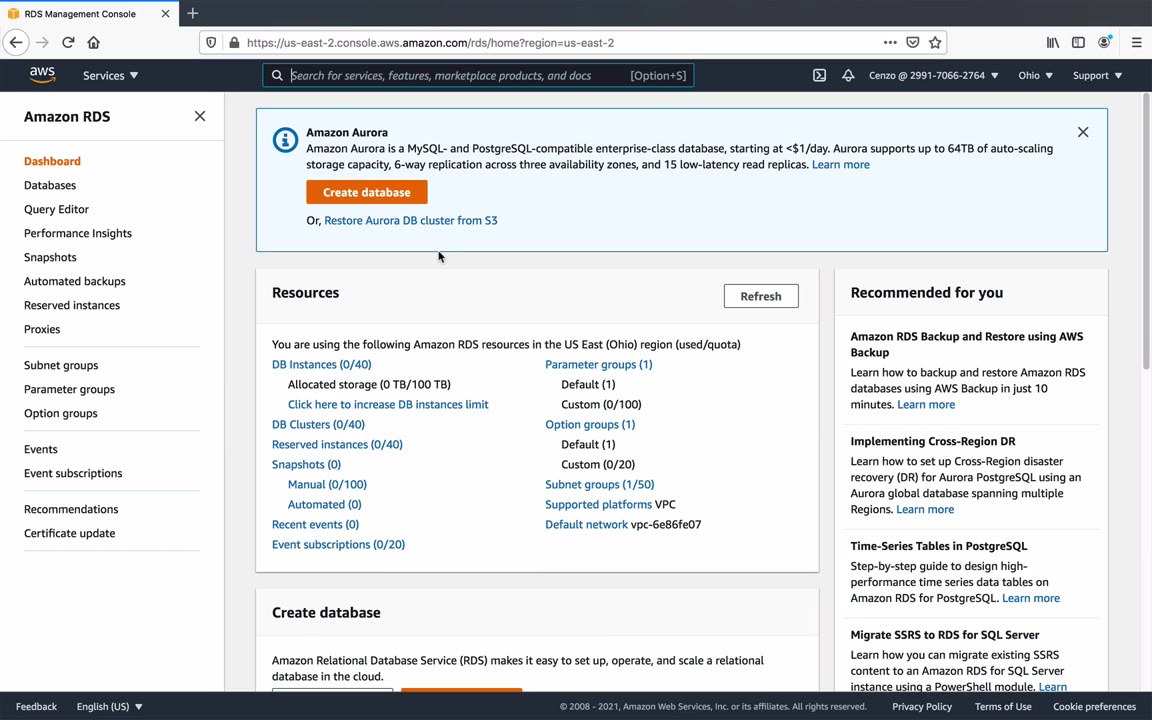 RDS Management Console
https://us-east-2.console.aws.amazon.com/rds/home?region=us-east-2
aws
Services
Search for services, features, marketplace products, and docs
[Option+S]
Cenzo @ 2991-7066-2764
Ohio
Support
Amazon RDS
Dashboard
Databases
Query Editor
Performance Insights
Snapshots
Automated backups
Reserved instances
Proxies
Subnet groups
Parameter groups
Option groups
Events
Event subscriptions
Recommendations
Certificate update
Amazon Aurora
Amazon Aurora is a MySQL- and PostgreSQL-compatible enterprise-class database, starting at <$1/day. Aurora supports up to 64TB of auto-scaling
storage capacity, 6-way replication across three availability zones, and 15 low-latency read replicas. Learn more
Create database
Or, Restore Aurora DB cluster from S3
Resources
Refresh
You are using the following Amazon RDS resources in the US East (Ohio) region (used/quota)
DB Instances (0/40)
Allocated storage (0 TB/100 TB)
Click here to increase DB instances limit
DB Clusters (0/40)
Reserved instances (0/40)
Snapshots (0)
Manual (0/100)
Automated (0)
Recent events (0)
Event subscriptions (0/20)
Parameter groups (1)
Default (1)
Custom (0/100)
Option groups (1)
Default (1)
Custom (0/20)
Subnet groups (1/50)
Supported platforms VPC
Default network vpc-6e86fe07
Create database
Amazon Relational Database Service (RDS) makes it easy to set up, operate, and scale a relational
database in the cloud.
Recommended for you
Amazon RDS Backup and Restore using AWS
Backup
Learn how to backup and restore Amazon RDS
databases using AWS Backup in just 10
minutes. Learn more
Implementing Cross-Region DR
Learn how to set up Cross-Region disaster
recovery (DR) for Aurora PostgreSQL using an
Aurora global database spanning multiple
Regions. Learn more
Time-Series Tables in PostgreSQL
Step-by-step guide to design high-
performance time series data tables on
Amazon RDS for PostgreSQL. Learn more
Migrate SSRS to RDS for SQL Server
Learn how you can migrate existing SSRS
content to an Amazon RDS for SQL Server
instance using a PowerShell module. Learn
Feedback
English (US)
© 2008 - 2021, Amazon Web Services, Inc. or its affiliates. All rights reserved.
Privacy Policy
Terms of Use
Cookie preferences